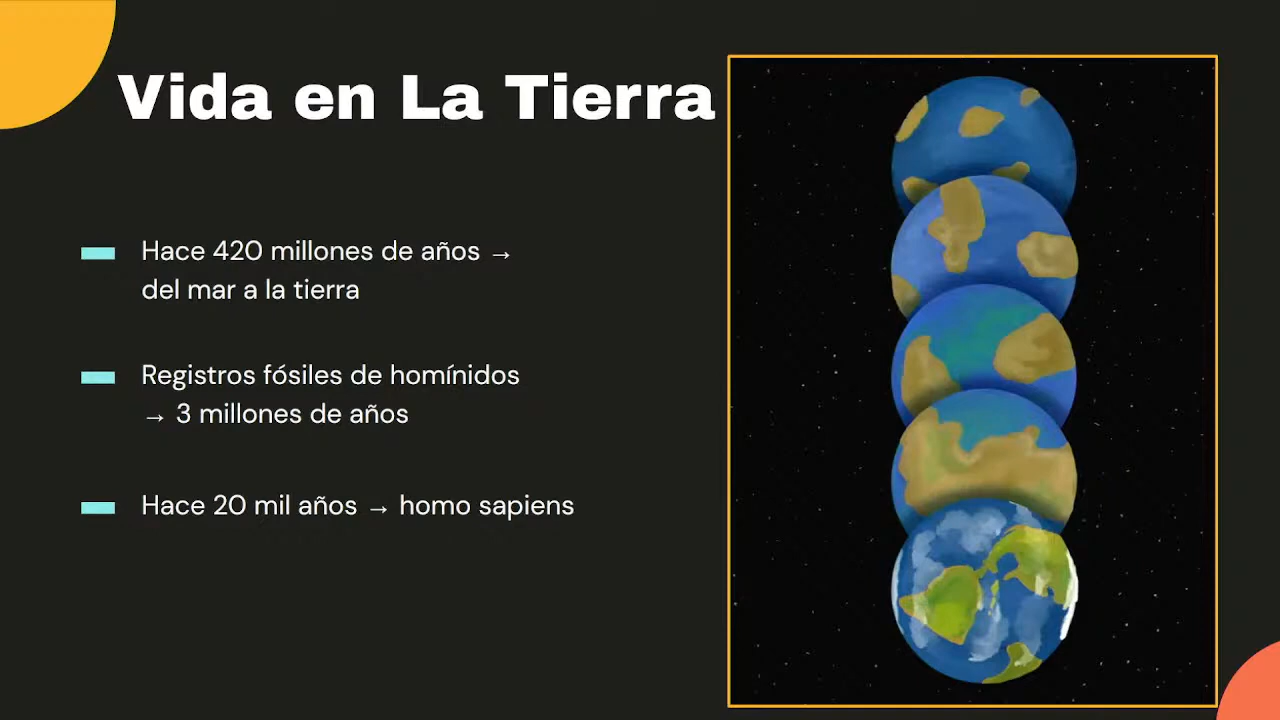 Vida en La Tierra
Hace 420 millones de años →
del mar a la tierra
Registros fósiles de homínidos
→ 3 millones de años
Hace 20 mil años → homo sapiens